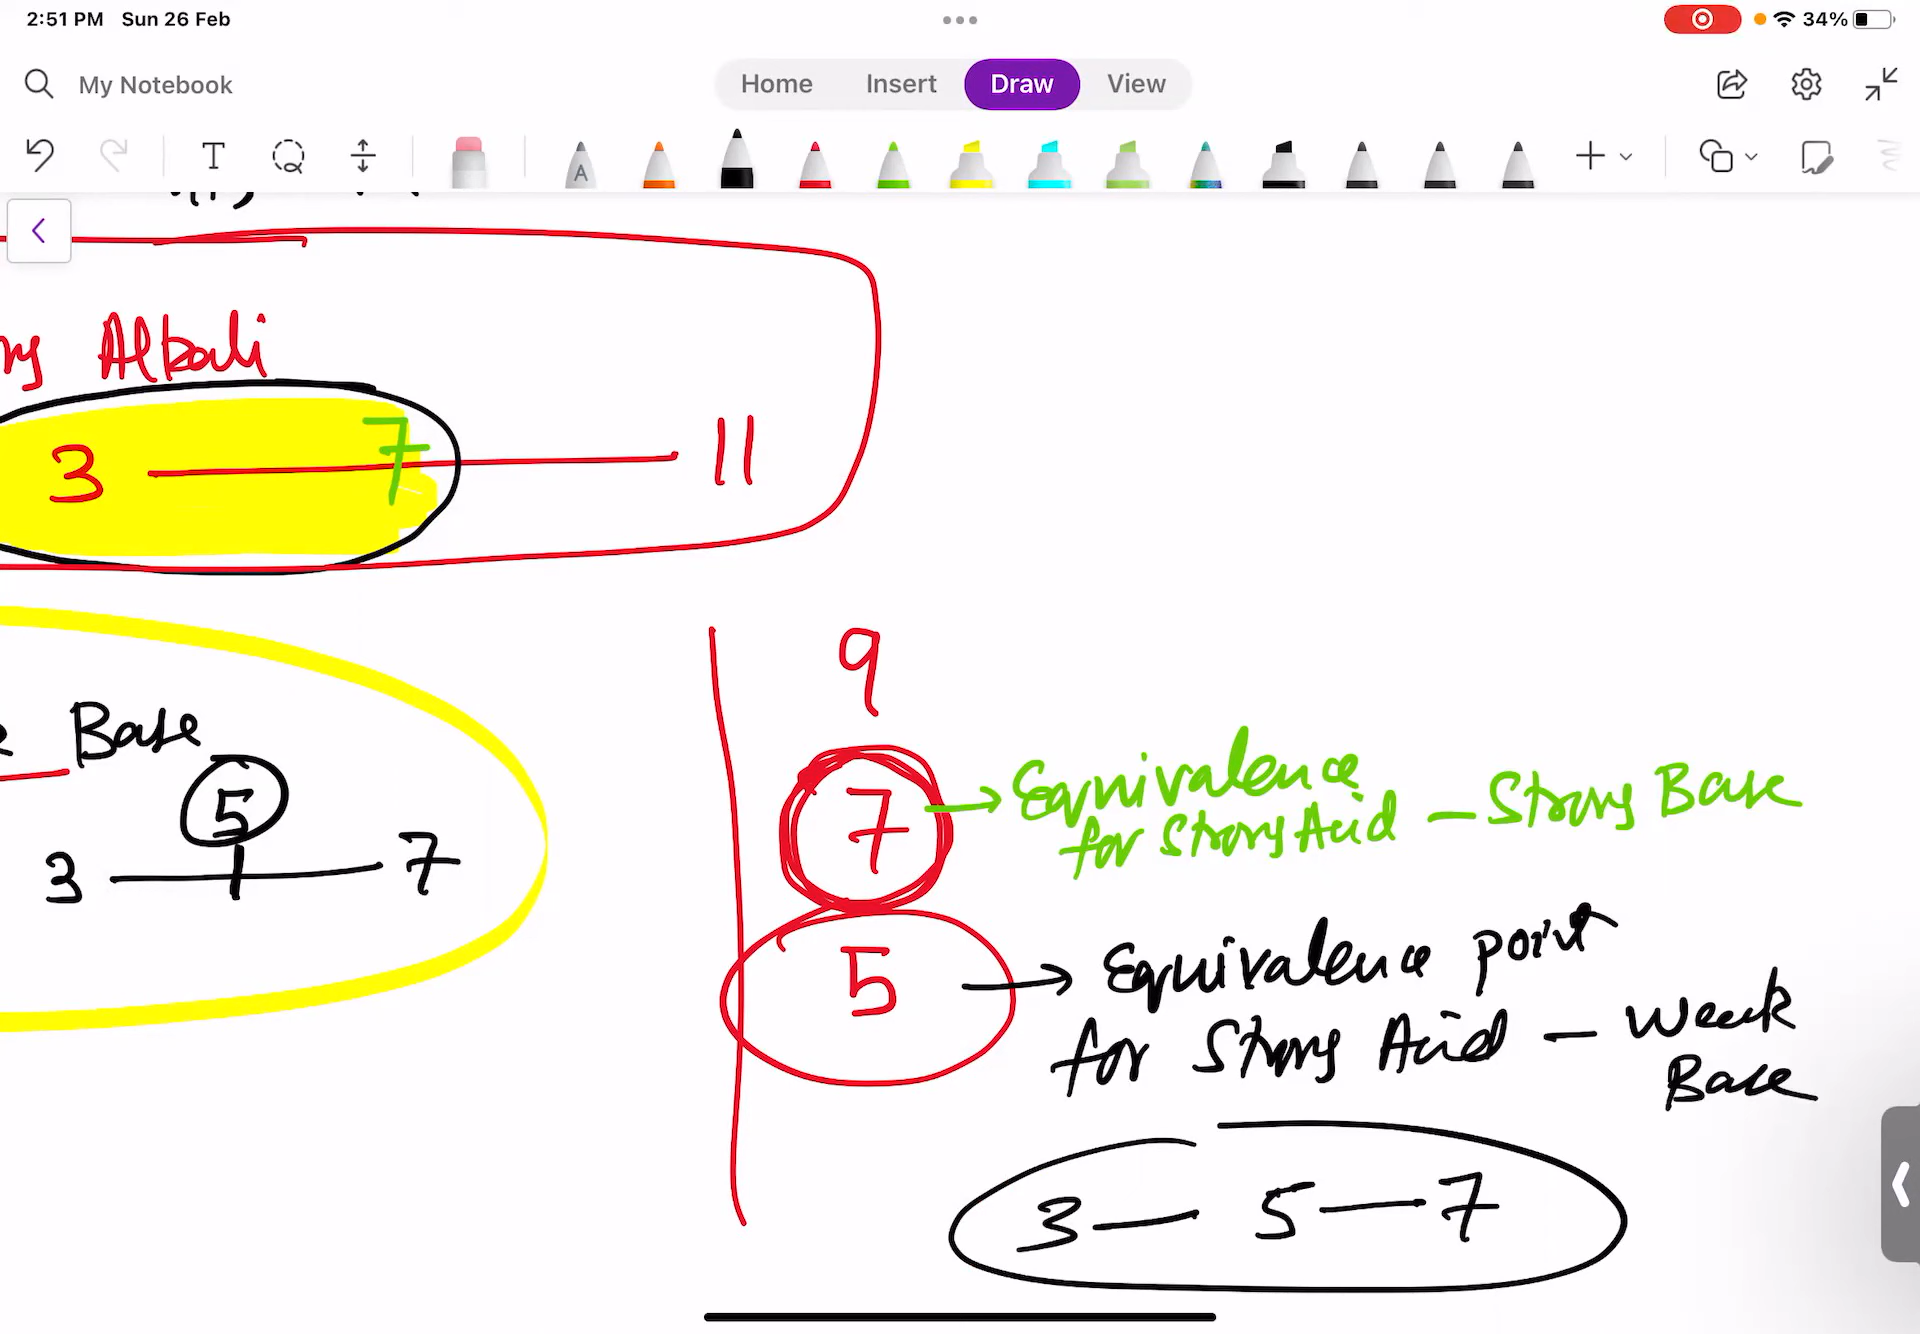 2:51 PM Sun 26 Feb
34%
My Notebook
Home Insert Draw View
T
A
Alkali
3 7 11
Base
5
3 7
9
7 → Equivalence
for Strong Acid – Strong Base
5 → Equivalence point
for Strong Acid – Weak
Base
3 – 5 – 7